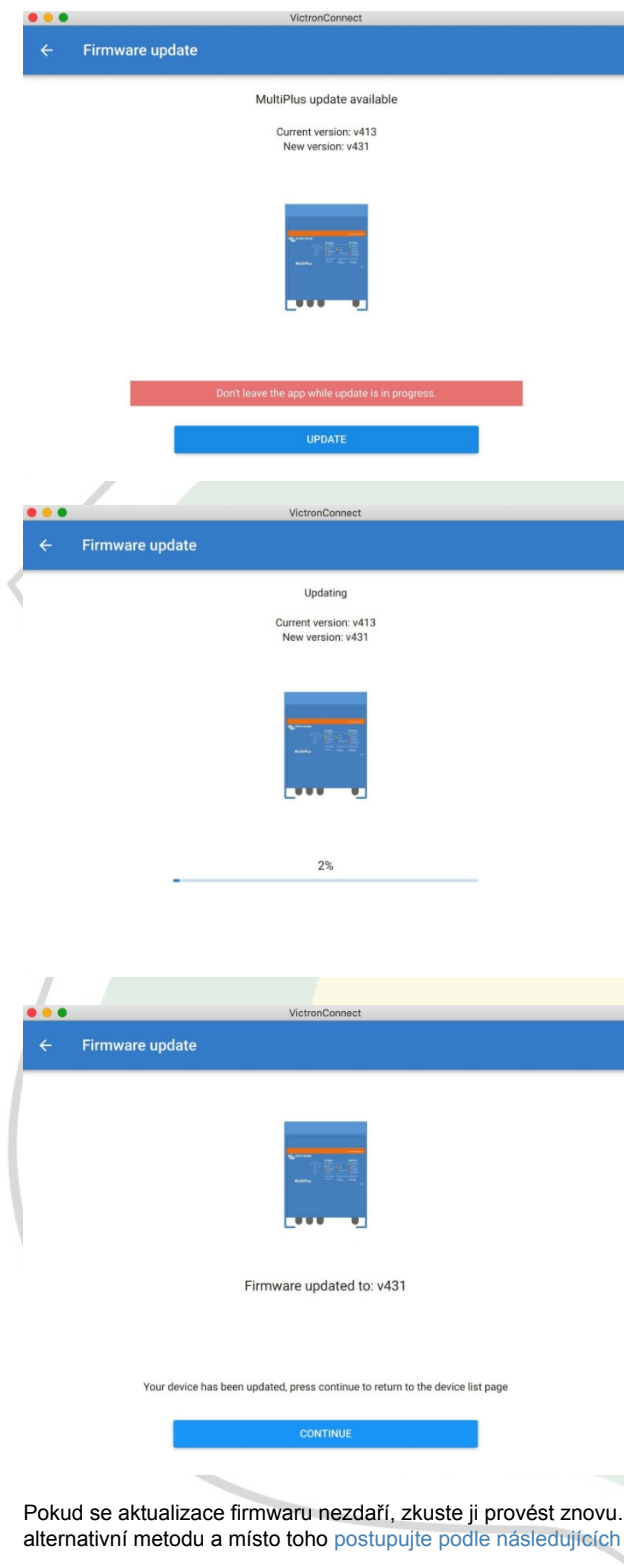 VictronConnect
Firmware update
MultiPlus update available
Current version: v413
New version: v431
Don't leave the app while update is in progress.
UPDATE
VictronConnect
Firmware update
Updating
Current version: v413
New version: v431
2%
VictronConnect
Firmware update
Firmware updated to: v431
Your device has been updated, press continue to return to the device list page
CONTINUE
Pokud se aktualizace firmwaru nezdaří, zkuste ji provést znovu.
alternativní metodu a místo toho postupujte podle následujících